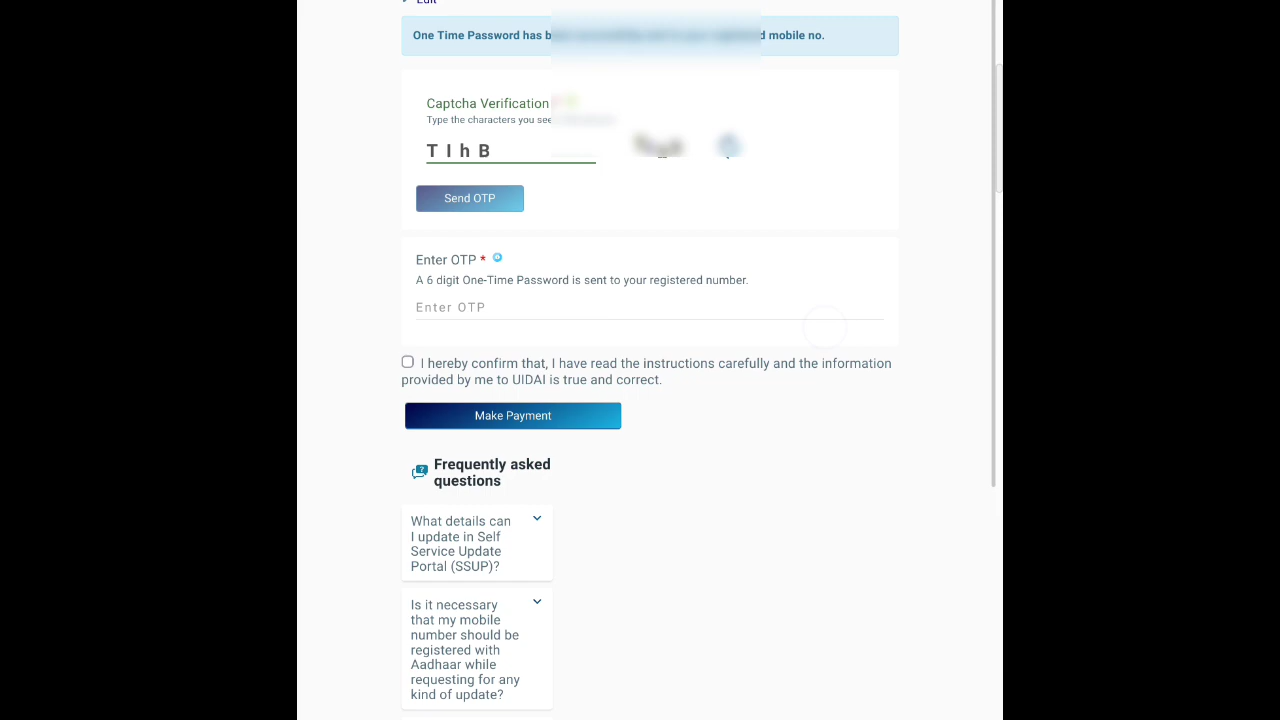 Edit
One Time Password has b
d mobile no.
Captcha Verification
Type the characters you see
T I h B
Send OTP
Enter OTP *
A 6 digit One-Time Password is sent to your registered number.
Enter OTP
I hereby confirm that, I have read the instructions carefully and the information
provided by me to UIDAI is true and correct.
Make Payment
Frequently asked
questions
What details can
I update in Self
Service Update
Portal (SSUP)?
Is it necessary
that my mobile
number should be
registered with
Aadhaar while
requesting for any
kind of update?